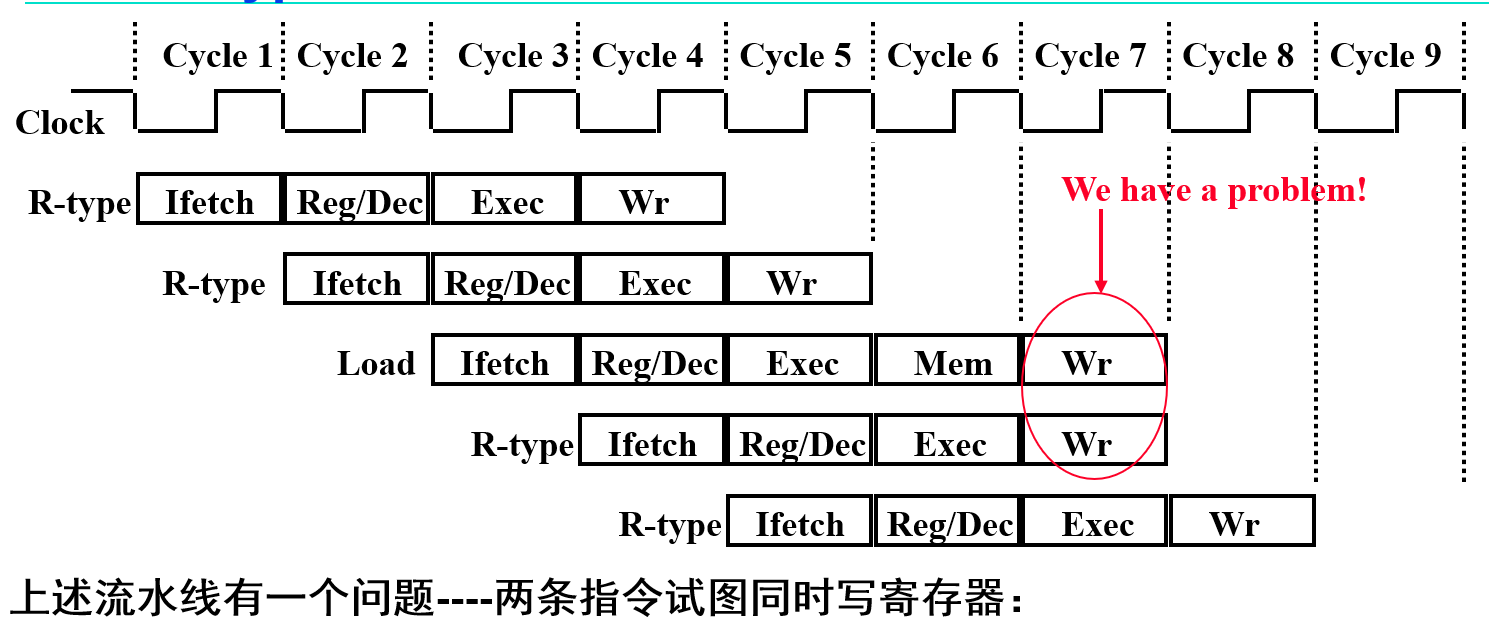 Cycle 1 Cycle 2 Cycle 3 Cycle 4 Cycle 5 Cycle 6 Cycle 7 Cycle 8 Cycle 9
Clock
We have a problem!
R-type Ifetch Reg/Dec Exec Wr
R-type Ifetch Reg/Dec Exec Wr
Load Ifetch Reg/Dec Exec Mem Wr
R-type Ifetch Reg/Dec Exec Wr
R-type Ifetch Reg/Dec Exec Wr
上述流水线有一个问题----两条指令试图同时写寄存器：